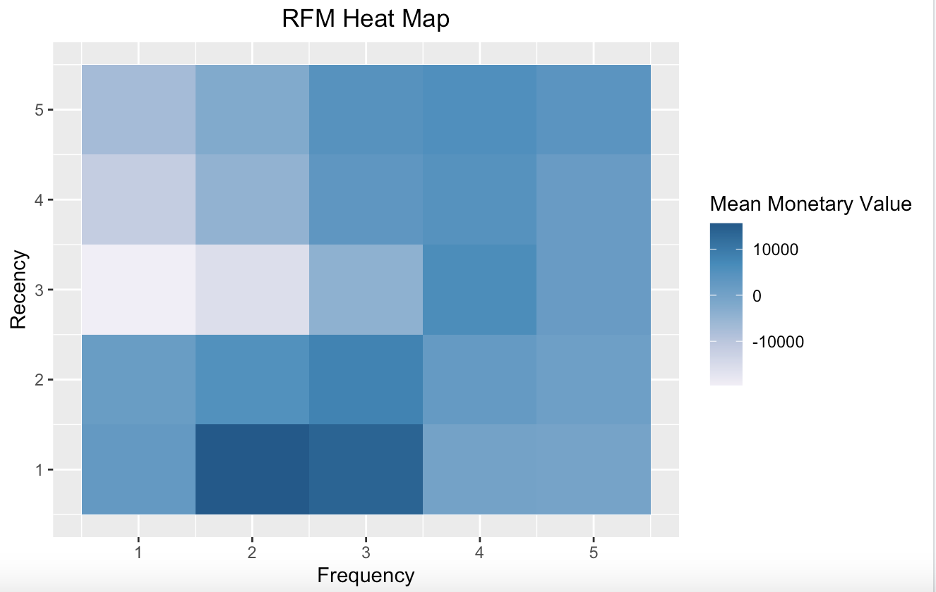 RFM Heat Map
5
4
3
2
1
Recency
1 2 3 4 5
Frequency
Mean Monetary Value
10000
0
-10000